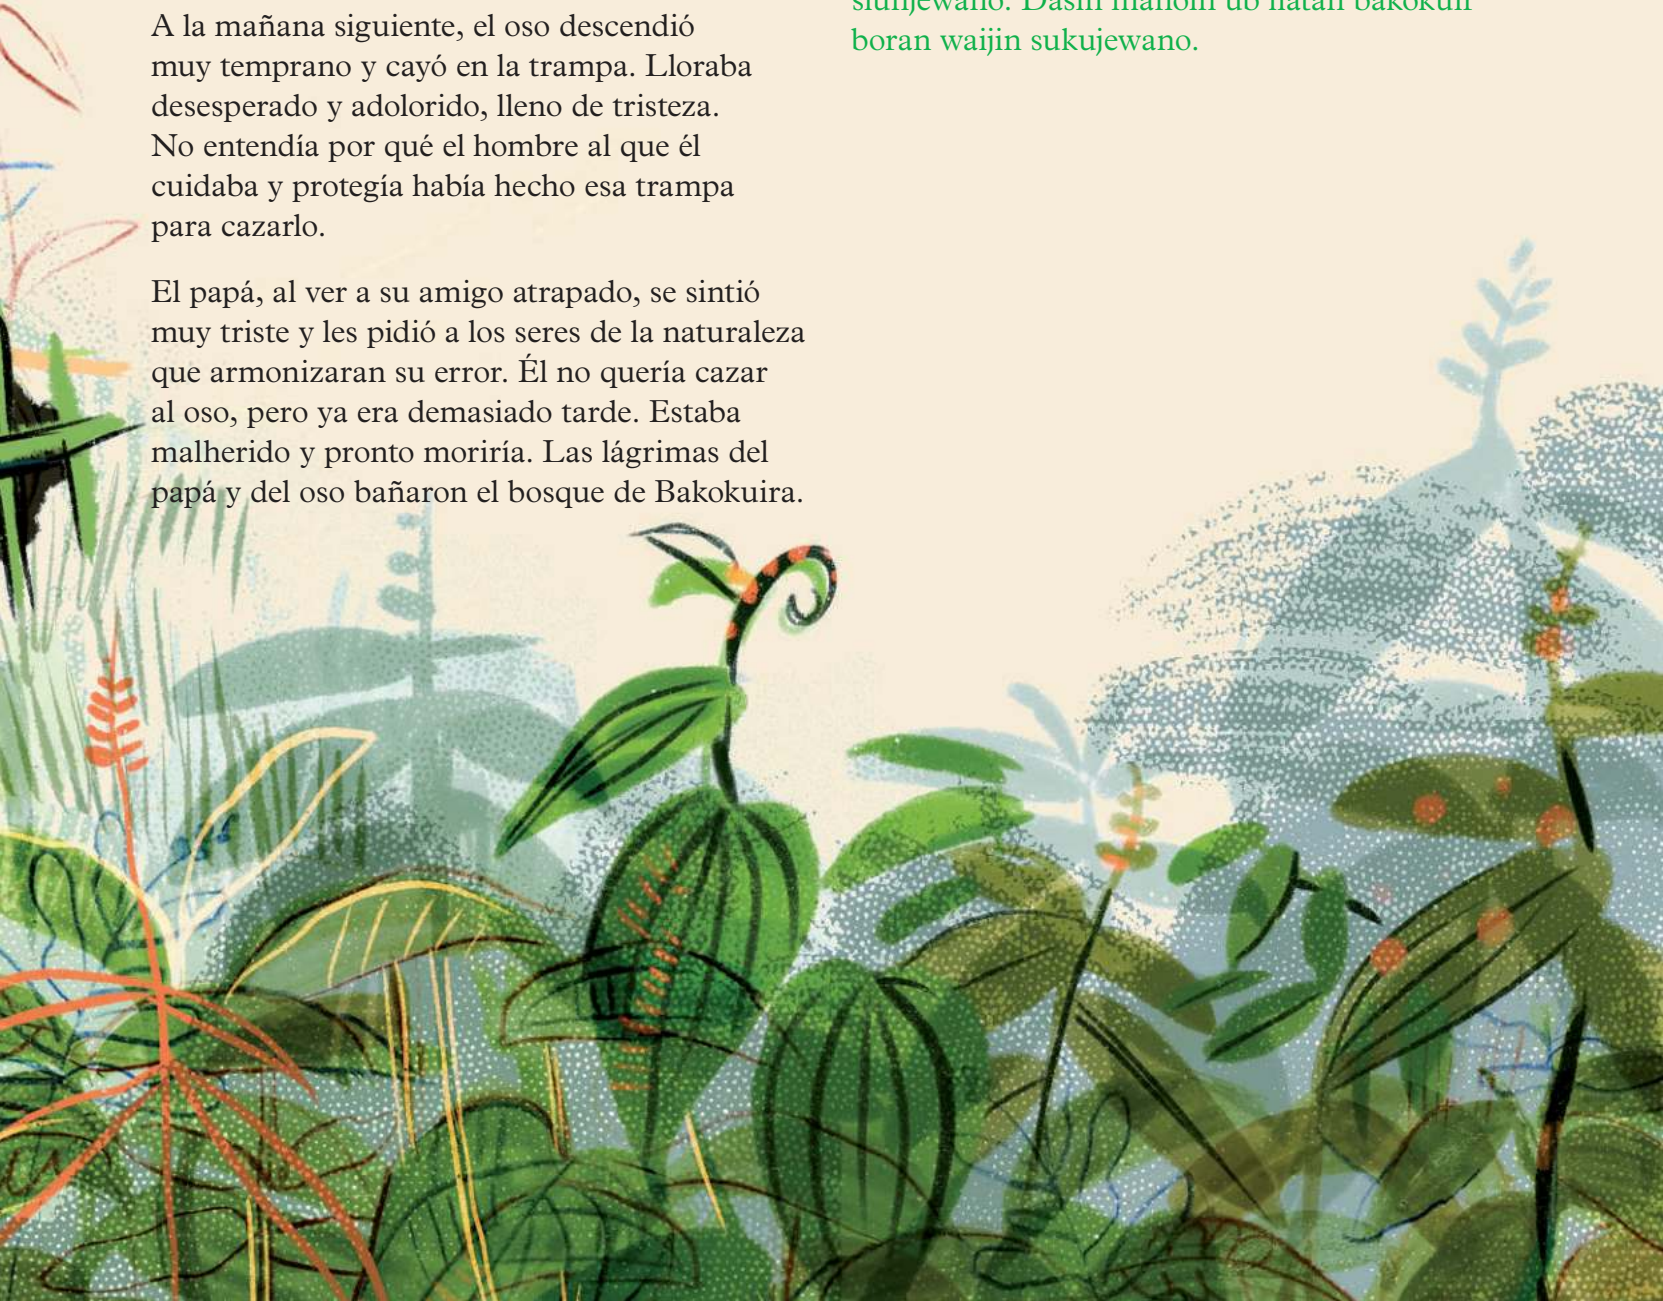 A la mañana siguiente, el oso descendió
muy temprano y cayó en la trampa. Lloraba
desesperado y adolorido, lleno de tristeza.
No entendía por qué el hombre al que él
cuidaba y protegía había hecho esa trampa
para cazarlo.
El papá, al ver a su amigo atrapado, se sintió
muy triste y les pidió a los seres de la naturaleza
que armonizaran su error. Él no quería cazar
al oso, pero ya era demasiado tarde. Estaba
malherido y pronto moriría. Las lágrimas del
papá y del oso bañaron el bosque de Bakokuira.
ub
boran waijin sukujewano.